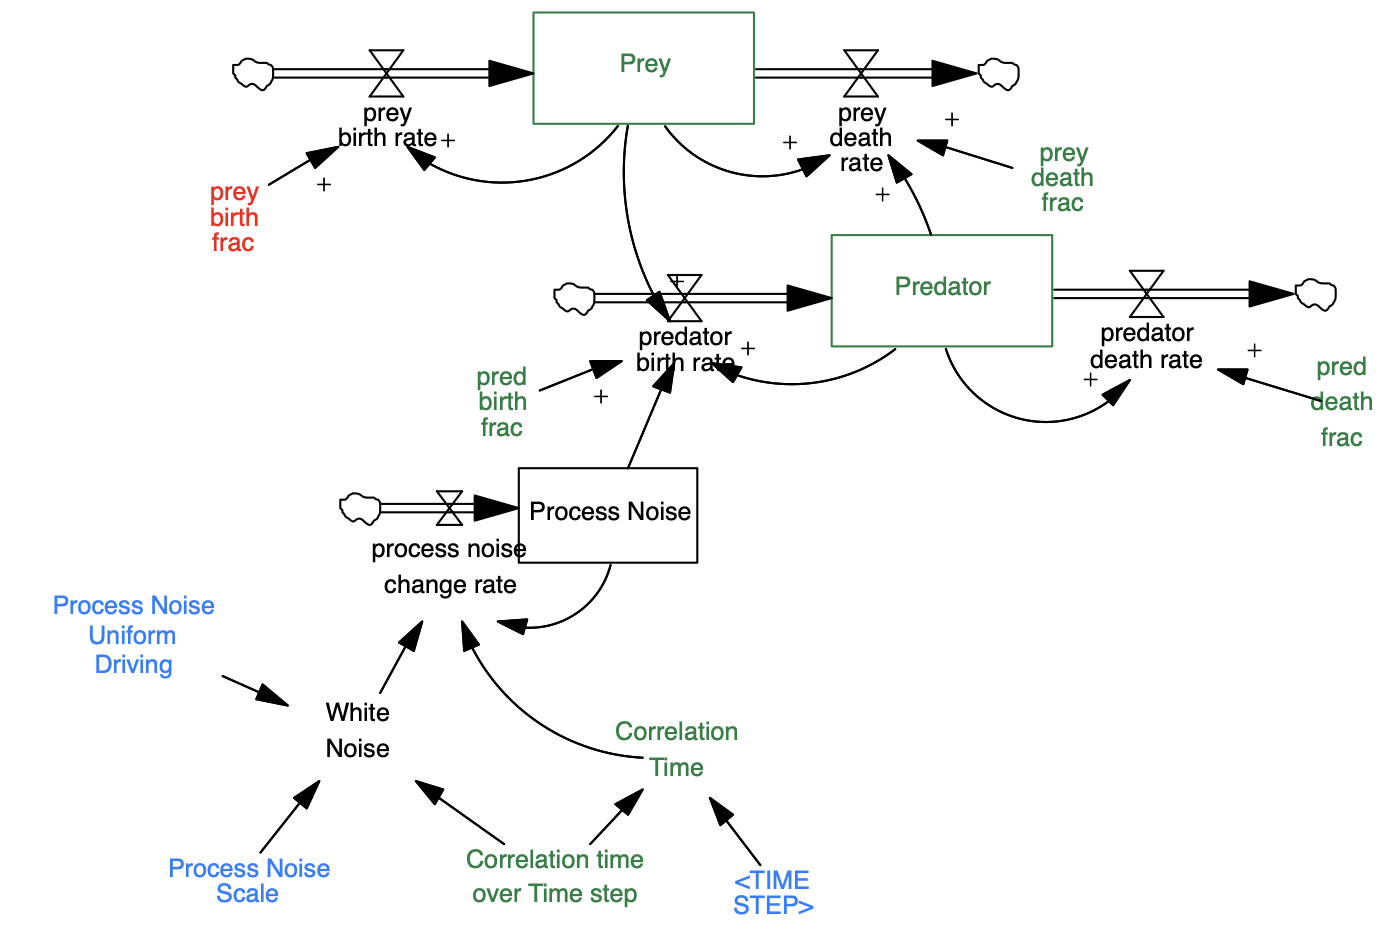 Prey
prey
birth rate
+
prey
death
rate
+
+
+
+
prey
birth
frac
prey
death
frac
Predator
+
predator
birth rate
+
predator
death rate
+
+
pred
birth
frac
+
pred
death
frac
Process Noise
process noise
change rate
Process Noise
Uniform
Driving
White
Noise
Correlation
Time
Process Noise
Scale
Correlation time
over Time step
<TIME
STEP>